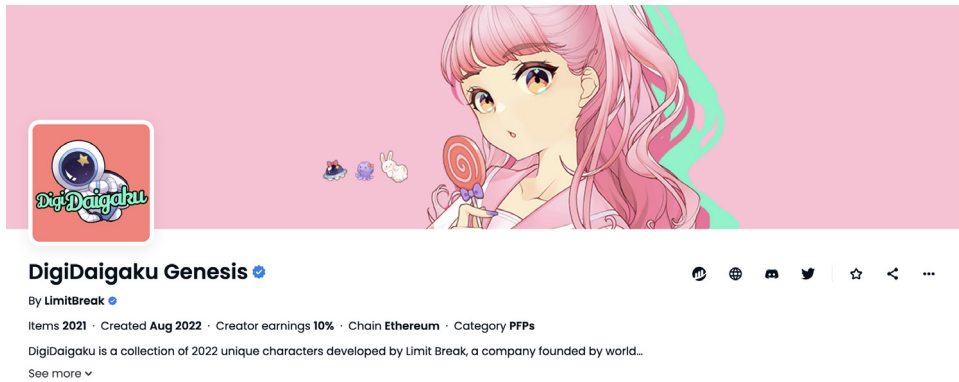 DigiDaigaku
DigiDaigaku Genesis
By LimitBreak
Items 2021 · Created Aug 2022 · Creator earnings 10% · Chain Ethereum · Category PFPs
DigiDaigaku is a collection of 2022 unique characters developed by Limit Break, a company founded by world...
See more